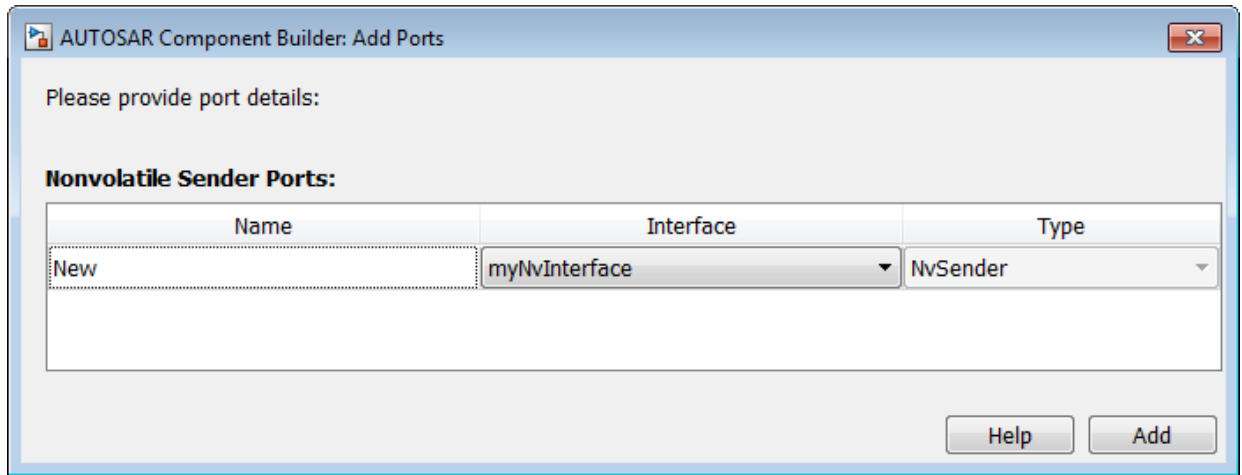 AUTOSAR Component Builder: Add Ports
Please provide port details:
Nonvolatile Sender Ports:
Name Interface Type
New myNvInterface NvSender
Help Add